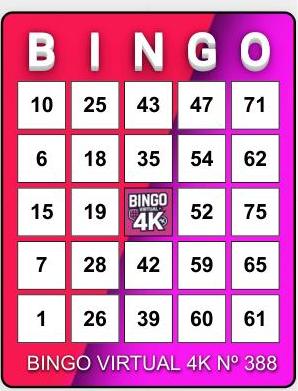 B I N G O
10 25 43 47 71
6 18 35 54 62
15 19 BINGO VIRTUAL 4K 52 75
7 28 42 59 65
1 26 39 60 61
BINGO VIRTUAL 4K Nº 388